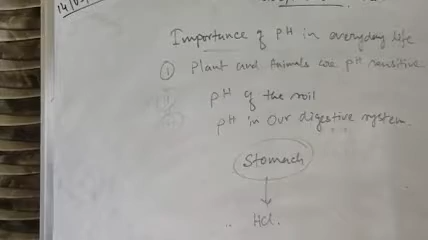 Importance of pH in everyday life
① Plant and Animals are pH sensitive
pH of the soil
pH in our digestive system.
Stomach
HCl.